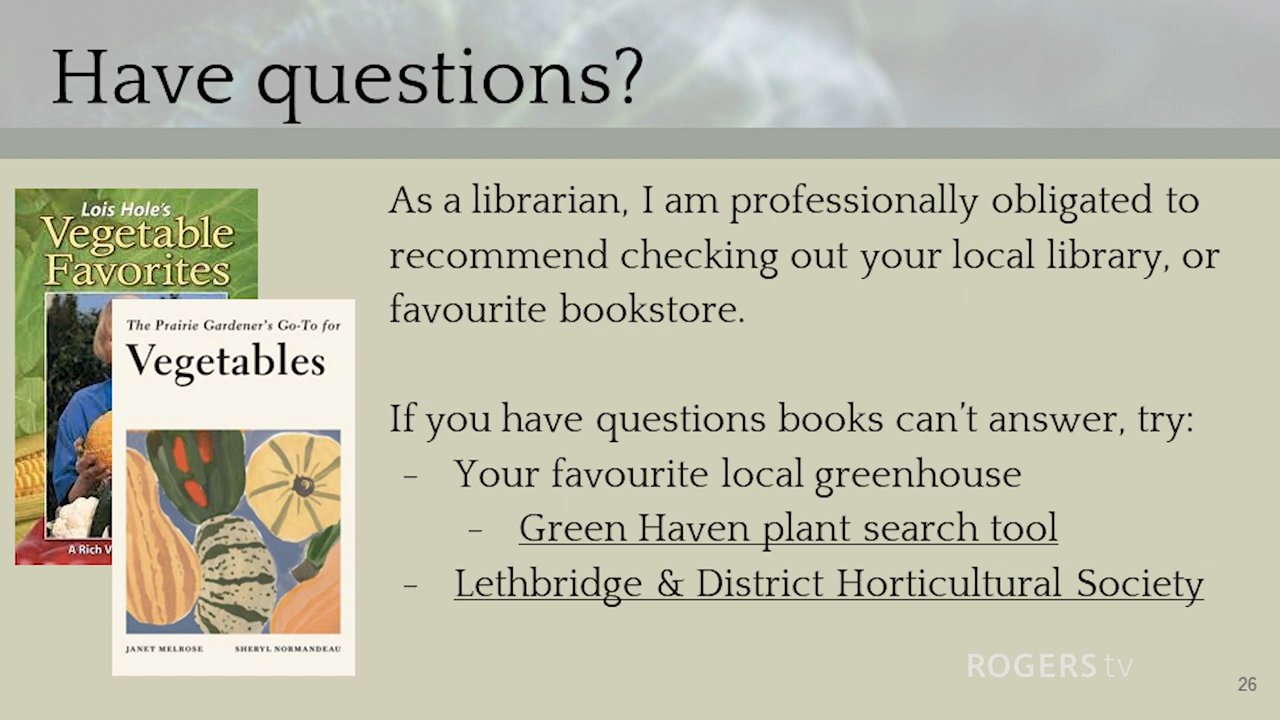 Have questions?
Lois Hole's
Vegetable
Favorites
A Rich
The Prairie Gardener's Go-To for
Vegetables
JANET MELROSE SHERYL NORMANDEAU
As a librarian, I am professionally obligated to
recommend checking out your local library, or
favourite bookstore.
If you have questions books can't answer, try:
- Your favourite local greenhouse
- Green Haven plant search tool
- Lethbridge & District Horticultural Society
ROGERS tv
26